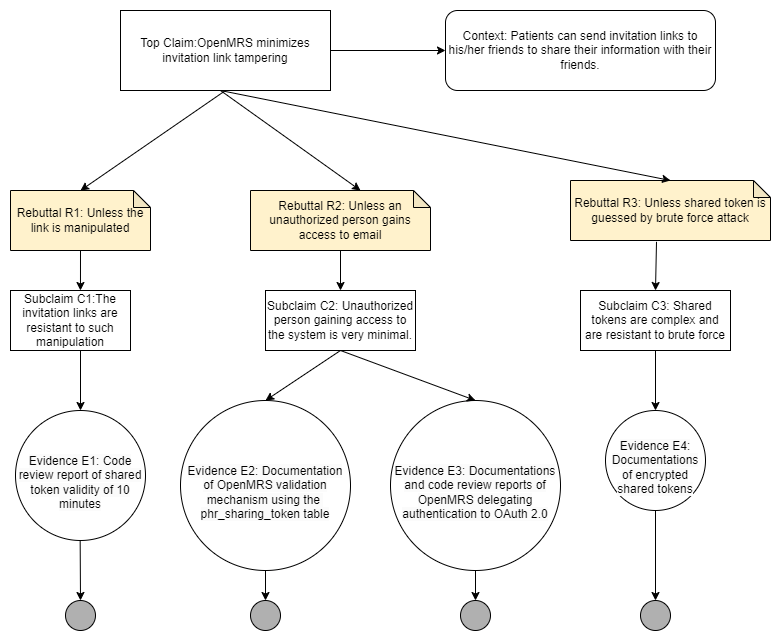 Top Claim:OpenMRS minimizes
invitation link tampering
Context: Patients can send invitation links to
his/her friends to share their information with their
friends.
Rebuttal R1: Unless the
link is manipulated
Rebuttal R2: Unless an
unauthorized person gains
access to email
Rebuttal R3: Unless shared token is
guessed by brute force attack
Subclaim C1:The
invitation links are
resistant to such
manipulation
Subclaim C2: Unauthorized
person gaining access to
the system is very minimal.
Subclaim C3: Shared
tokens are complex and
are resistant to brute force
Evidence E1: Code
review report of shared
token validity of 10
minutes
Evidence E2: Documentation
of OpenMRS validation
mechanism using the
phr_sharing_token table
Evidence E3: Documentations
and code review reports of
OpenMRS delegating
authentication to OAuth 2.0
Evidence E4:
Documentations
of encrypted
shared tokens